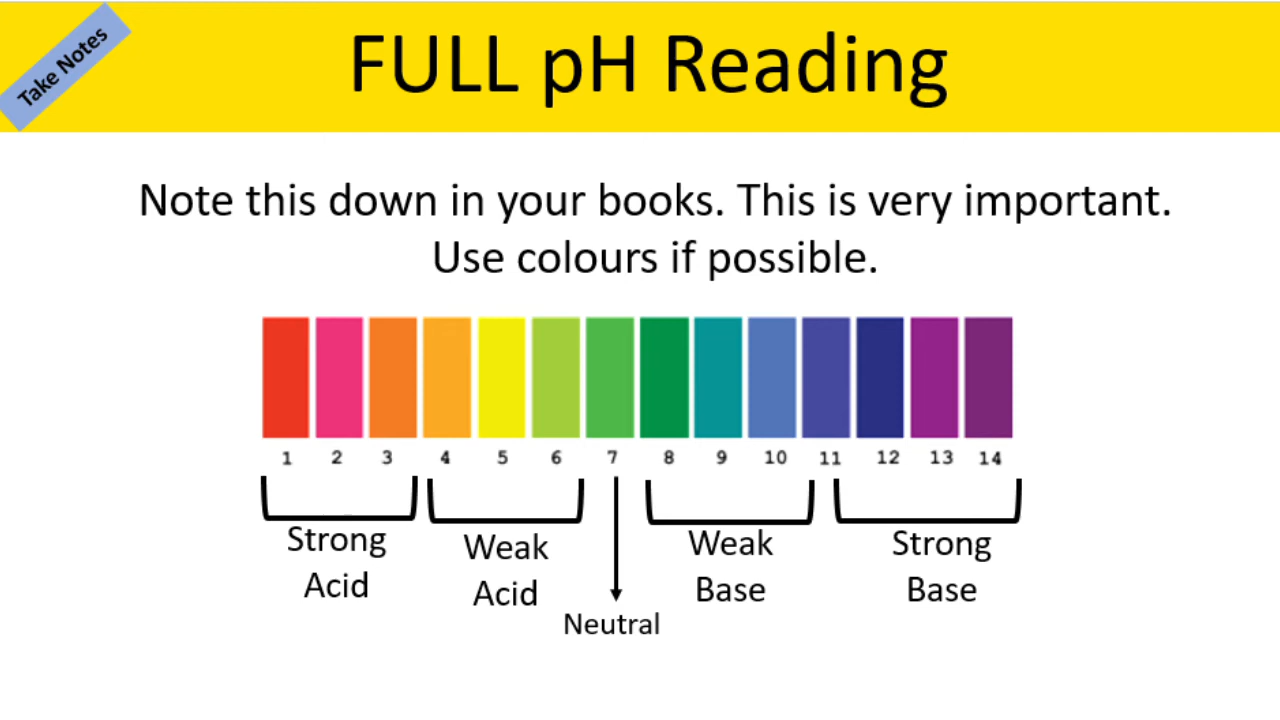 Take Notes
FULL pH Reading
Note this down in your books. This is very important.
Use colours if possible.
1 2 3 4 5 6 7 8 9 10 11 12 13 14
Strong
Acid
Weak
Acid
Neutral
Weak
Base
Strong
Base